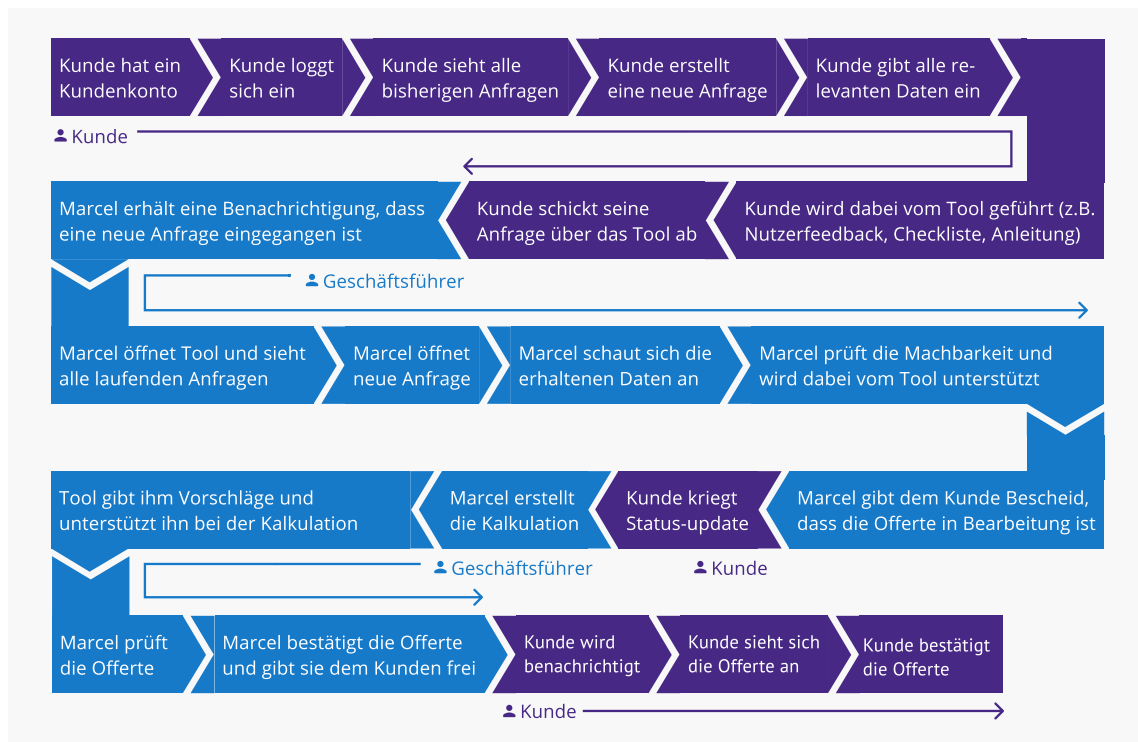 Kunde hat ein
Kundenkonto
Kunde loggt
sich ein
Kunde sieht alle
bisherigen Anfragen
Kunde erstellt
eine neue Anfrage
Kunde gibt alle re-
levanten Daten ein
Kunde
Kunde wird dabei vom Tool geführt (z.B.
Nutzerfeedback, Checkliste, Anleitung)
Kunde schickt seine
Anfrage über das Tool ab
Marcel erhält eine Benachrichtigung, dass
eine neue Anfrage eingegangen ist
Geschäftsführer
Marcel öffnet Tool und sieht
alle laufenden Anfragen
Marcel öffnet
neue Anfrage
Marcel schaut sich die
erhaltenen Daten an
Marcel prüft die Machbarkeit und
wird dabei vom Tool unterstützt
Marcel gibt dem Kunde Bescheid,
dass die Offerte in Bearbeitung ist
Kunde kriegt
Status-update
Marcel erstellt
die Kalkulation
Tool gibt ihm Vorschläge und
unterstützt ihn bei der Kalkulation
Geschäftsführer
Kunde
Marcel prüft
die Offerte
Marcel bestätigt die Offerte
und gibt sie dem Kunden frei
Kunde wird
benachrichtigt
Kunde sieht sich
die Offerte an
Kunde bestätigt
die Offerte
Kunde